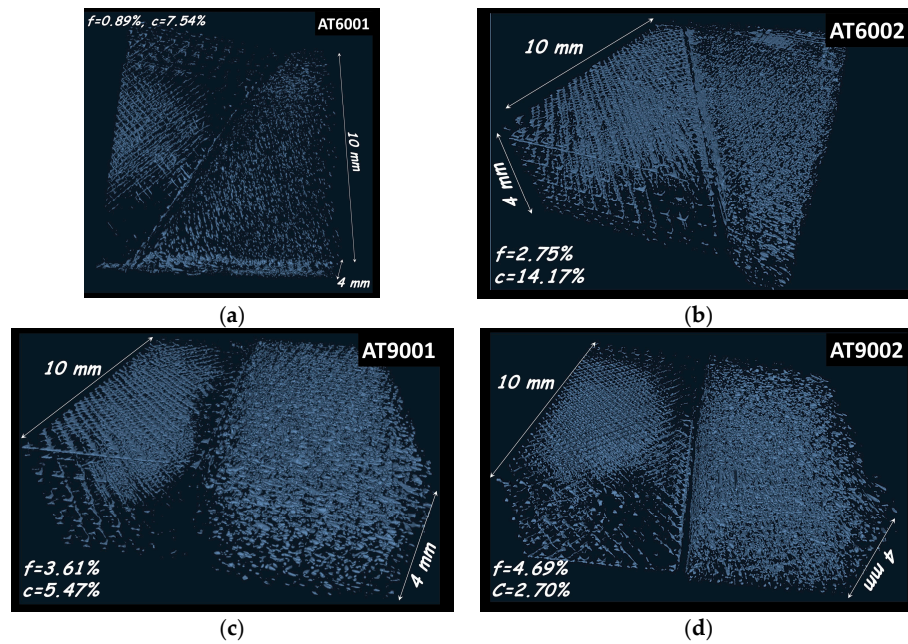 f=0.89%, c=7.54%
AT6001
10 mm
4 mm
(a)
10 mm
AT6002
4 mm
f=2.75%
c=14.17%
(b)
10 mm
AT9001
4 mm
f=3.61%
c=5.47%
(c)
10 mm
AT9002
4 mm
f=4.69%
C=2.70%
(d)